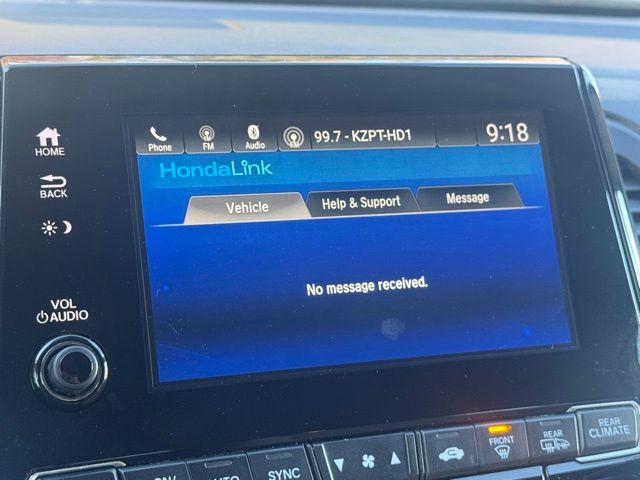 Phone
FM
Audio
FM
99.7 - KZPT-HD1
9:18
HOME
HondaLink
BACK
Vehicle
Help & Support
Message
No message received.
VOL
AUDIO
SYNC
FRONT
REAR
REAR CLIMATE